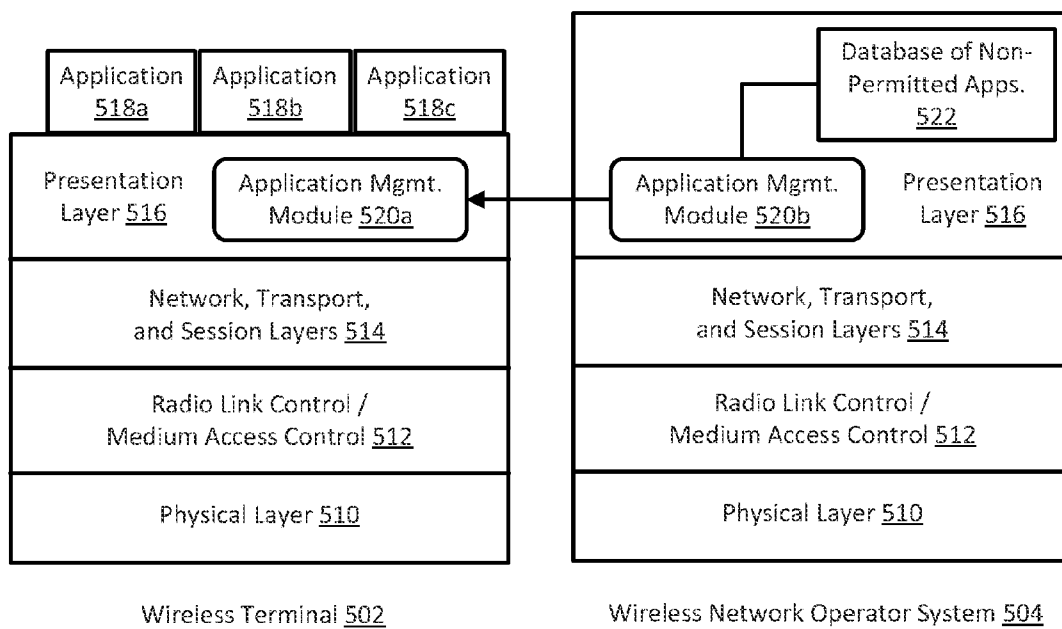 Application
518a
Application
518b
Application
518c
Presentation
Layer 516
Application Mgmt.
Module 520a
Network, Transport,
and Session Layers 514
Radio Link Control /
Medium Access Control 512
Physical Layer 510
Wireless Terminal 502
Database of Non-
Permitted Apps.
522
Application Mgmt.
Module 520b
Presentation
Layer 516
Network, Transport,
and Session Layers 514
Radio Link Control /
Medium Access Control 512
Physical Layer 510
Wireless Network Operator System 504